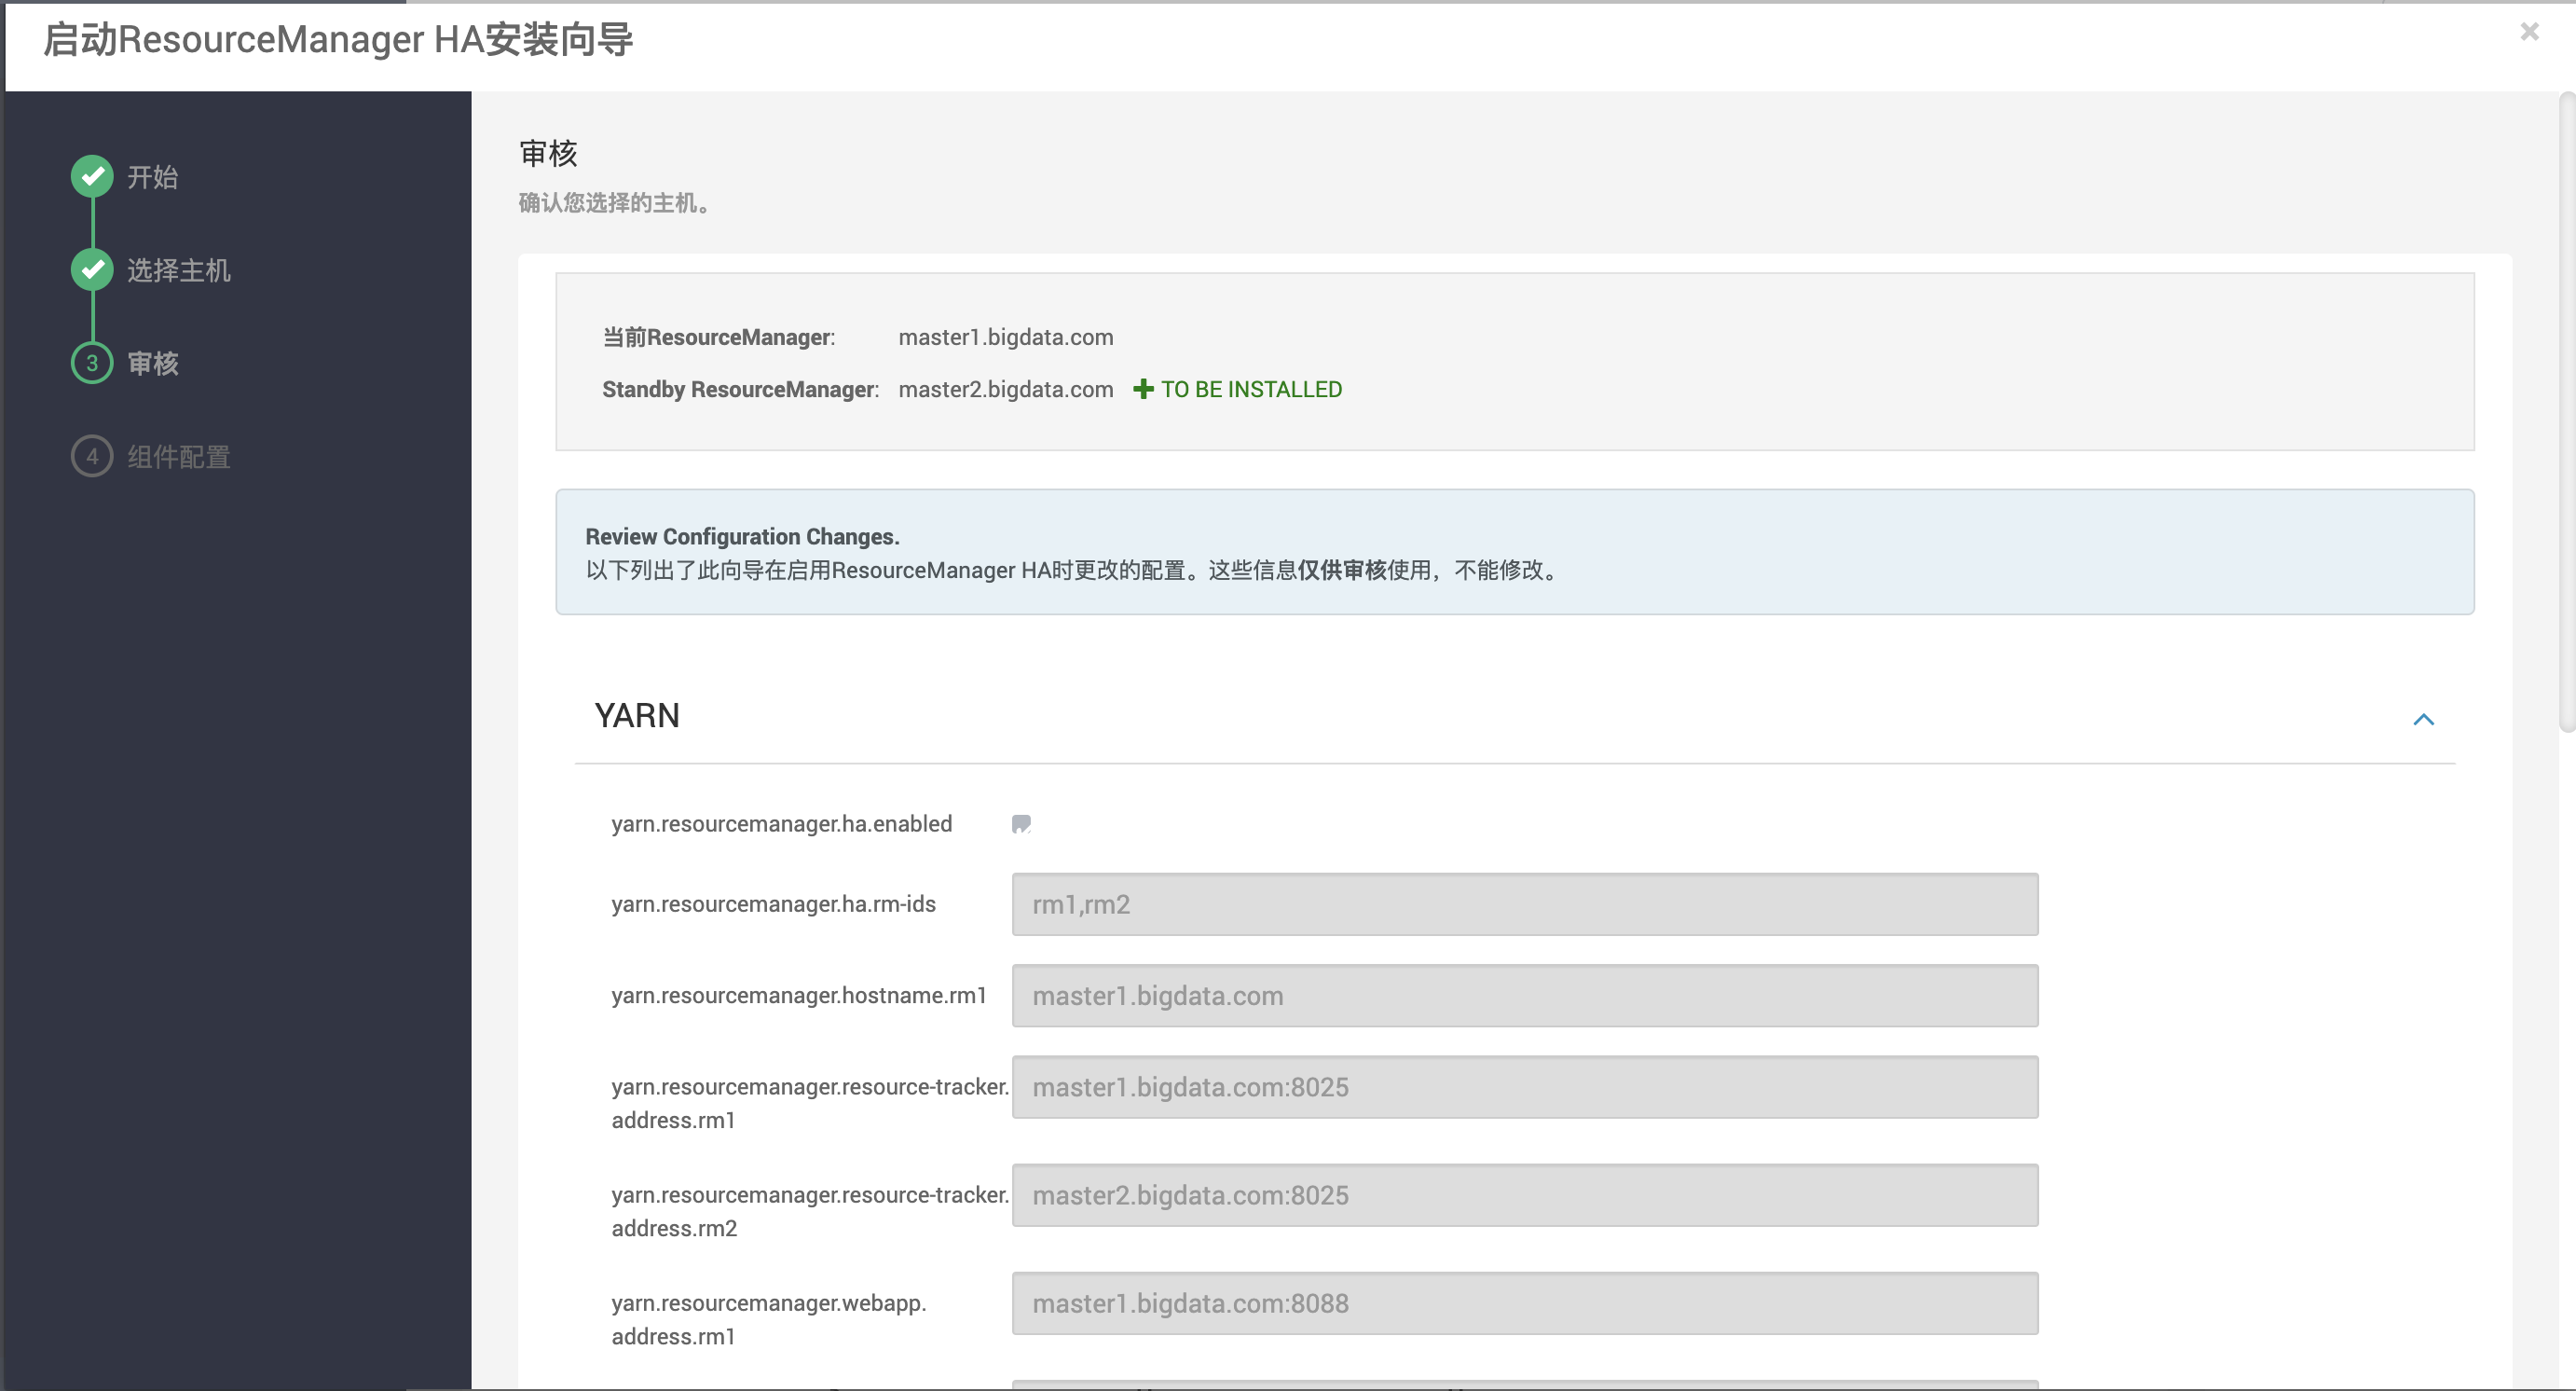 启动ResourceManager HA安装向导
开始
选择主机
3 审核
4 组件配置
审核
确认您选择的主机。
当前ResourceManager: master1.bigdata.com
Standby ResourceManager: master2.bigdata.com TO BE INSTALLED
Review Configuration Changes.
以下列出了此向导在启用ResourceManager HA时更改的配置。这些信息仅供审核使用，不能修改。
YARN
yarn.resourcemanager.ha.enabled
yarn.resourcemanager.ha.rm-ids rm1,rm2
yarn.resourcemanager.hostname.rm1 master1.bigdata.com
yarn.resourcemanager.resource-tracker. master1.bigdata.com:8025
address.rm1
yarn.resourcemanager.resource-tracker. master2.bigdata.com:8025
address.rm2
yarn.resourcemanager.webapp. master1.bigdata.com:8088
address.rm1